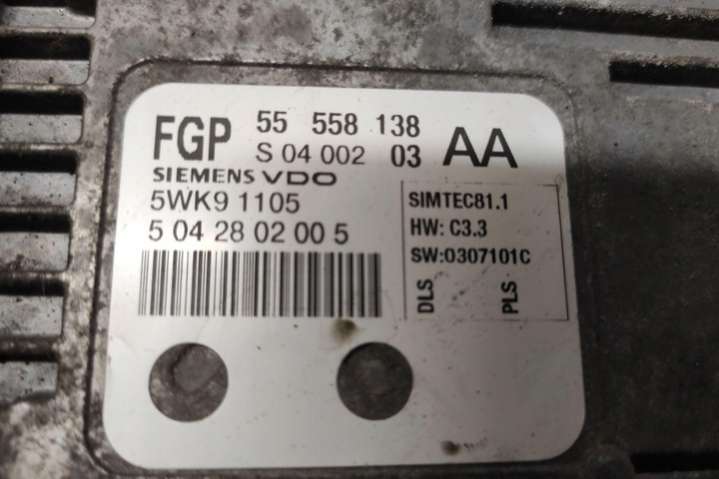 FGP 55 558 138 AA
S 04 002 03
SIEMENS VDO
5WK9 1105
5 04 28 02 00 5
SIMTEC81.1
HW: C3.3
SW:0307101C
DLS PLS